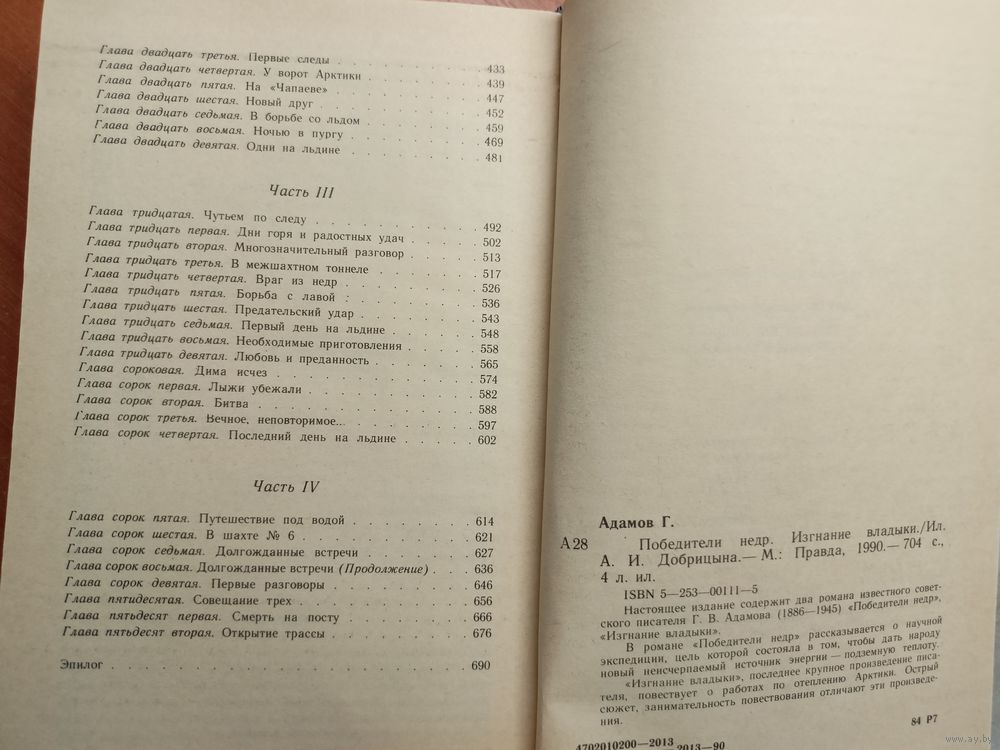 Глава двадцать третья. Первые следы . . . . . . . . . . 433
Глава двадцать четвертая. У ворот Арктики . . . . . . . . 439
Глава двадцать пятая. На «Чапаеве» . . . . . . . . . 447
Глава двадцать шестая. Новый друг . . . . . . . . . . 452
Глава двадцать седьмая. В борьбе со льдом . . . . . . . . 459
Глава двадцать восьмая. Ночью в пургу . . . . . . . . 469
Глава двадцать девятая. Одни на льдине . . . . . . . . . 481
Часть III
Глава тридцатая. Чутьем по следу . . . . . . . . . . 492
Глава тридцать первая. Дни горя и радостных удач . . . . . 502
Глава тридцать вторая. Многозначительный разговор . . . . . 513
Глава тридцать третья. В межшахтном тоннеле . . . . . . . 517
Глава тридцать четвертая. Враг из недр . . . . . . . . 526
Глава тридцать пятая. Борьба с лавой . . . . . . . . . 536
Глава тридцать шестая. Предательский удар . . . . . . . 543
Глава тридцать седьмая. Первый день на льдине . . . . . . 548
Глава тридцать восьмая. Необходимые приготовления . . . . . 558
Глава тридцать девятая. Любовь и преданность . . . . . . . 565
Глава сороковая. Дима исчез . . . . . . . . . . . 574
Глава сорок первая. Лыжи убежали . . . . . . . . . . 582
Глава сорок вторая. Битва . . . . . . . . . . . . 588
Глава сорок третья. Вечное, неповторимое... . . . . . . . . 597
Глава сорок четвертая. Последний день на льдине . . . . . 602
Часть IV
Глава сорок пятая. Путешествие под водой . . . . . . . . 614
Глава сорок шестая. В шахте № 6 . . . . . . . . . . 621
Глава сорок седьмая. Долгожданные встречи . . . . . . . 627
Глава сорок восьмая. Долгожданные встречи (Продолжение) . . . 636
Глава сорок девятая. Первые разговоры . . . . . . . . . 646
Глава пятидесятая. Совещание трех . . . . . . . . . . 656
Глава пятьдесят первая. Смерть на посту . . . . . . . . 666
Глава пятьдесят вторая. Открытие трассы . . . . . . . . 676
Эпилог . . . . . . . . . . . . . . . . . . 690
Адамов Г.
А 28 Победители недр. Изгнание владыки./Ил.
А. И. Добрицына.— М.: Правда, 1990.— 704 с.,
4 л. ил.
ISBN 5—253—00111—5
Настоящее издание содержит два романа известного совет-
ского писателя Г. В. Адамова (1886—1945) «Победители недр»,
«Изгнание владыки».
В романе «Победители недр» рассказывается о научной
экспедиции, цель которой состояла в том, чтобы дать народу
новый неисчерпаемый источник энергии — подземную теплоту.
«Изгнание владыки», последнее крупное произведение писа-
теля, повествует о работах по отеплению Арктики. Острый
сюжет, занимательность повествования отличают эти произведе-
ния.
84 Р7
4702010200—2013
2013—90
www.ay.by